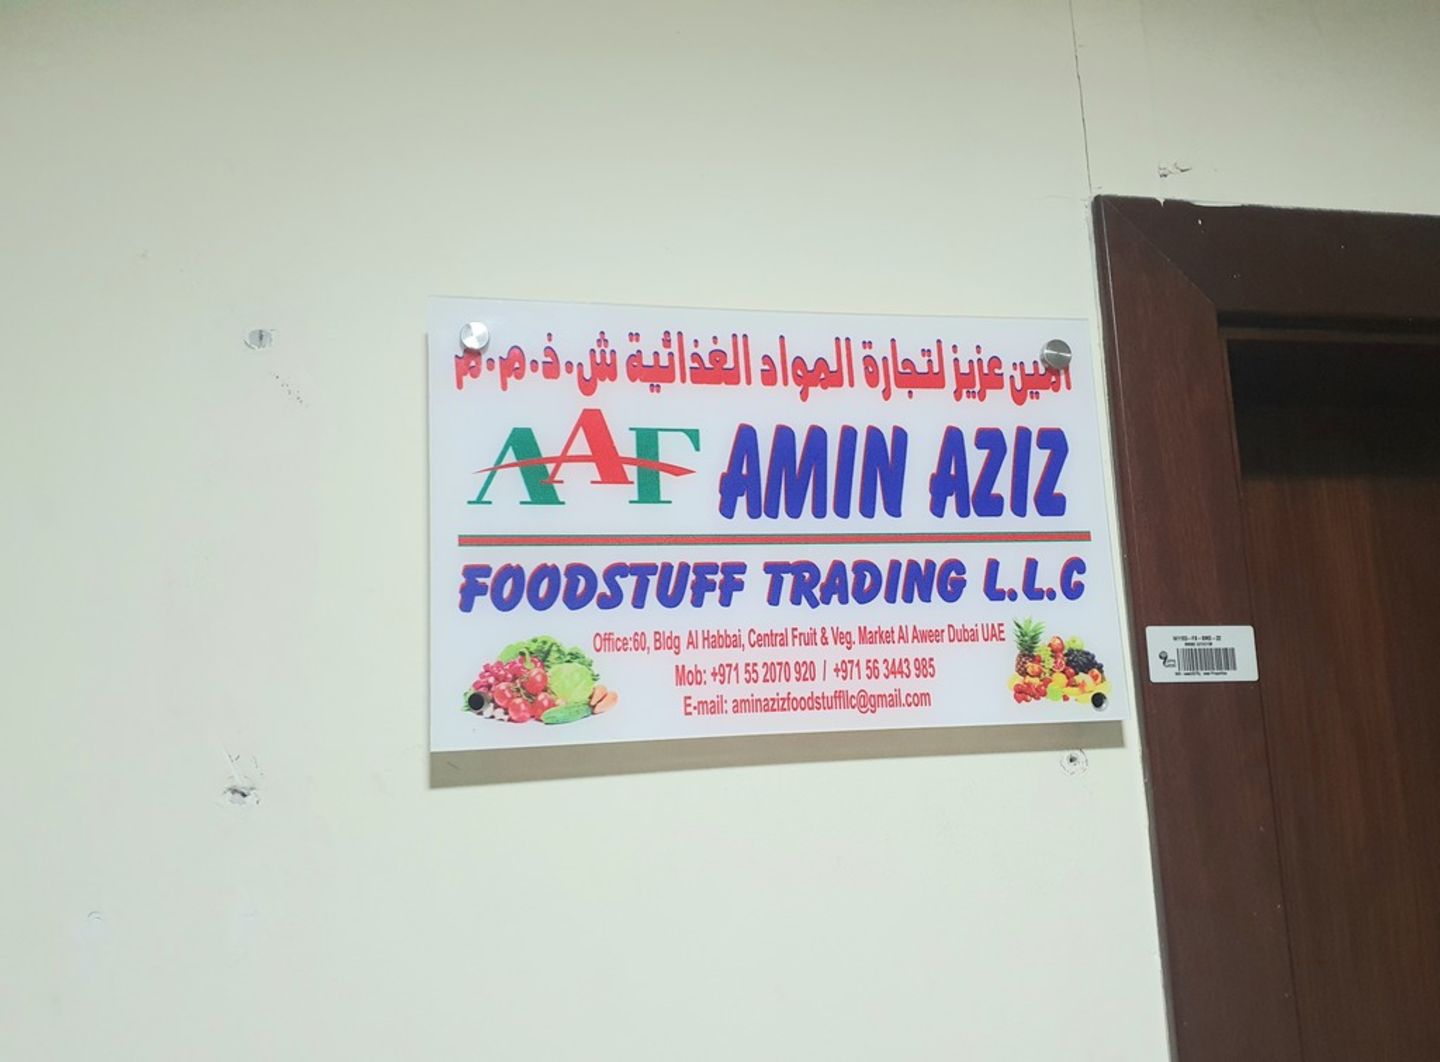 أمين عزيز لتجارة المواد الغذائية ش.ذ.م.م
AAF AMIN AZIZ
FOODSTUFF TRADING L.L.C
Office:60, Bldg Al Habbai, Central Fruit & Veg. Market Al Aweer Dubai UAE
Mob: +971 55 2070 920 / +971 56 3443 985
E-mail: aminazizfoodstuffllc@gmail.com